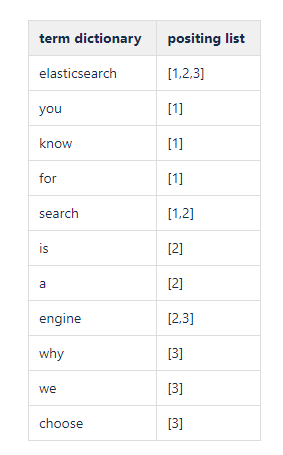 term dictionary positing list
elasticsearch [1,2,3]
you [1]
know [1]
for [1]
search [1,2]
is [2]
a [2]
engine [2,3]
why [3]
we [3]
choose [3]